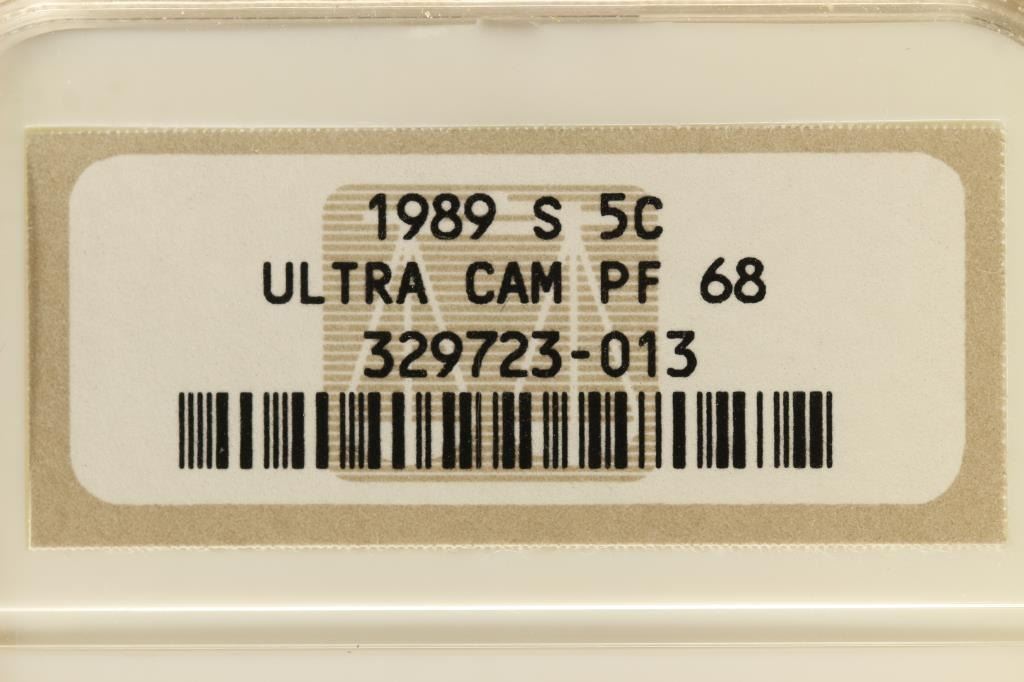 1989 S 5C
ULTRA CAM PF 68
329723-013